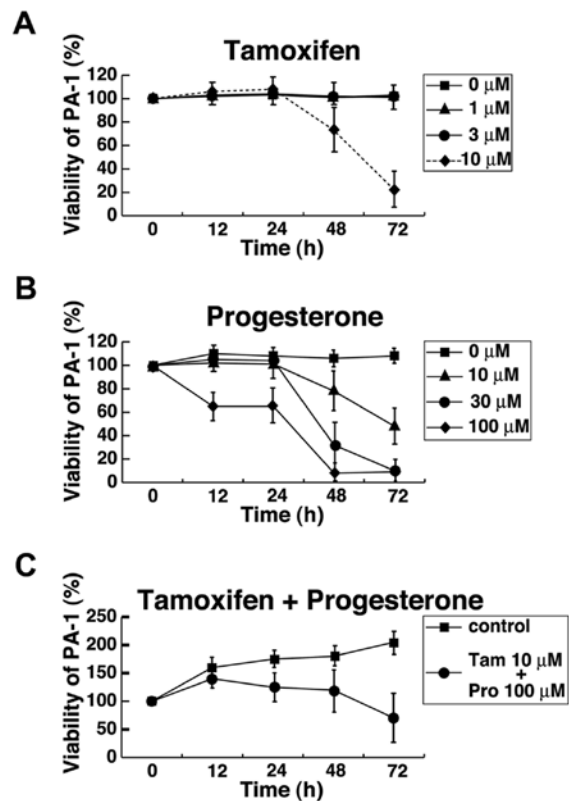 A
Tamoxifen
Viability of PA-1 (%)
120
100
80
60
40
20
0
0 12 24 48 72
Time (h)
0 μM
1 μM
3 μM
10 μM
B
Progesterone
Viability of PA-1 (%)
120
100
80
60
40
20
0
0 12 24 48 72
Time (h)
0 μM
10 μM
30 μM
100 μM
C
Tamoxifen + Progesterone
Viability of PA-1 (%)
250
200
150
100
50
0
0 12 24 48 72
Time (h)
control
Tam 10 μM
+
Pro 100 μM